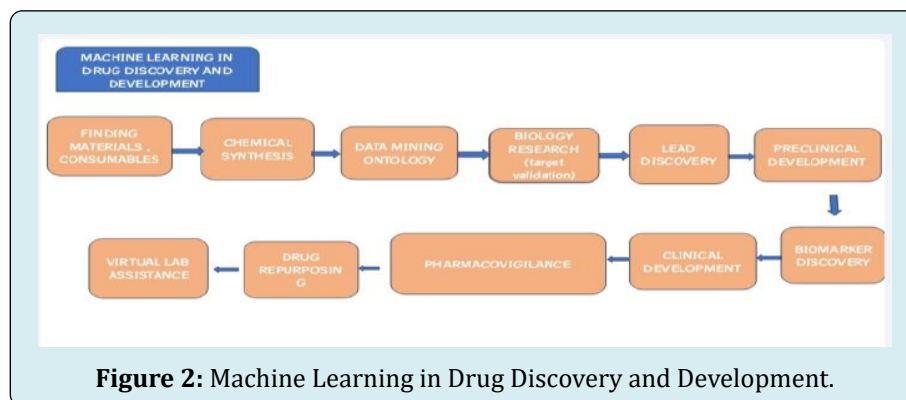 MACHINE LEARNING IN
DRUG DISCOVERY AND
DEVELOPMENT
FINDING
MATERIALS ,
CONSUMABLES
CHEMICAL
SYNTHESIS
DATA MINING
ONTOLOGY
BIOLOGY
RESEARCH
(target
validation)
LEAD
DISCOVERY
PRECLINICAL
DEVELOPMENT
BIOMARKER
DISCOVERY
CLINICAL
DEVELOPMENT
PHARMACOVIGILANCE
DRUG
REPURPOSIN
G
VIRTUAL LAB
ASSISTANCE
Figure 2: Machine Learning in Drug Discovery and Development.